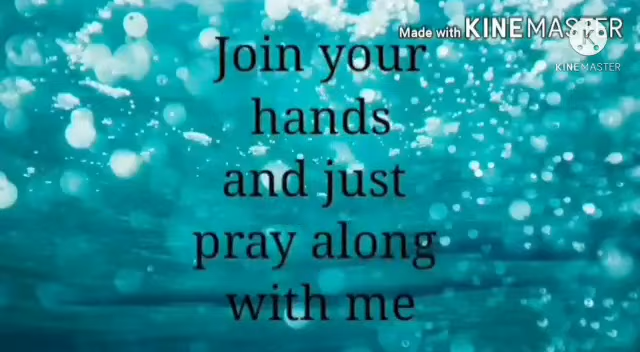 Made with KINEMASTER
KINEMASTER
Join your
hands
and just
pray along
with me